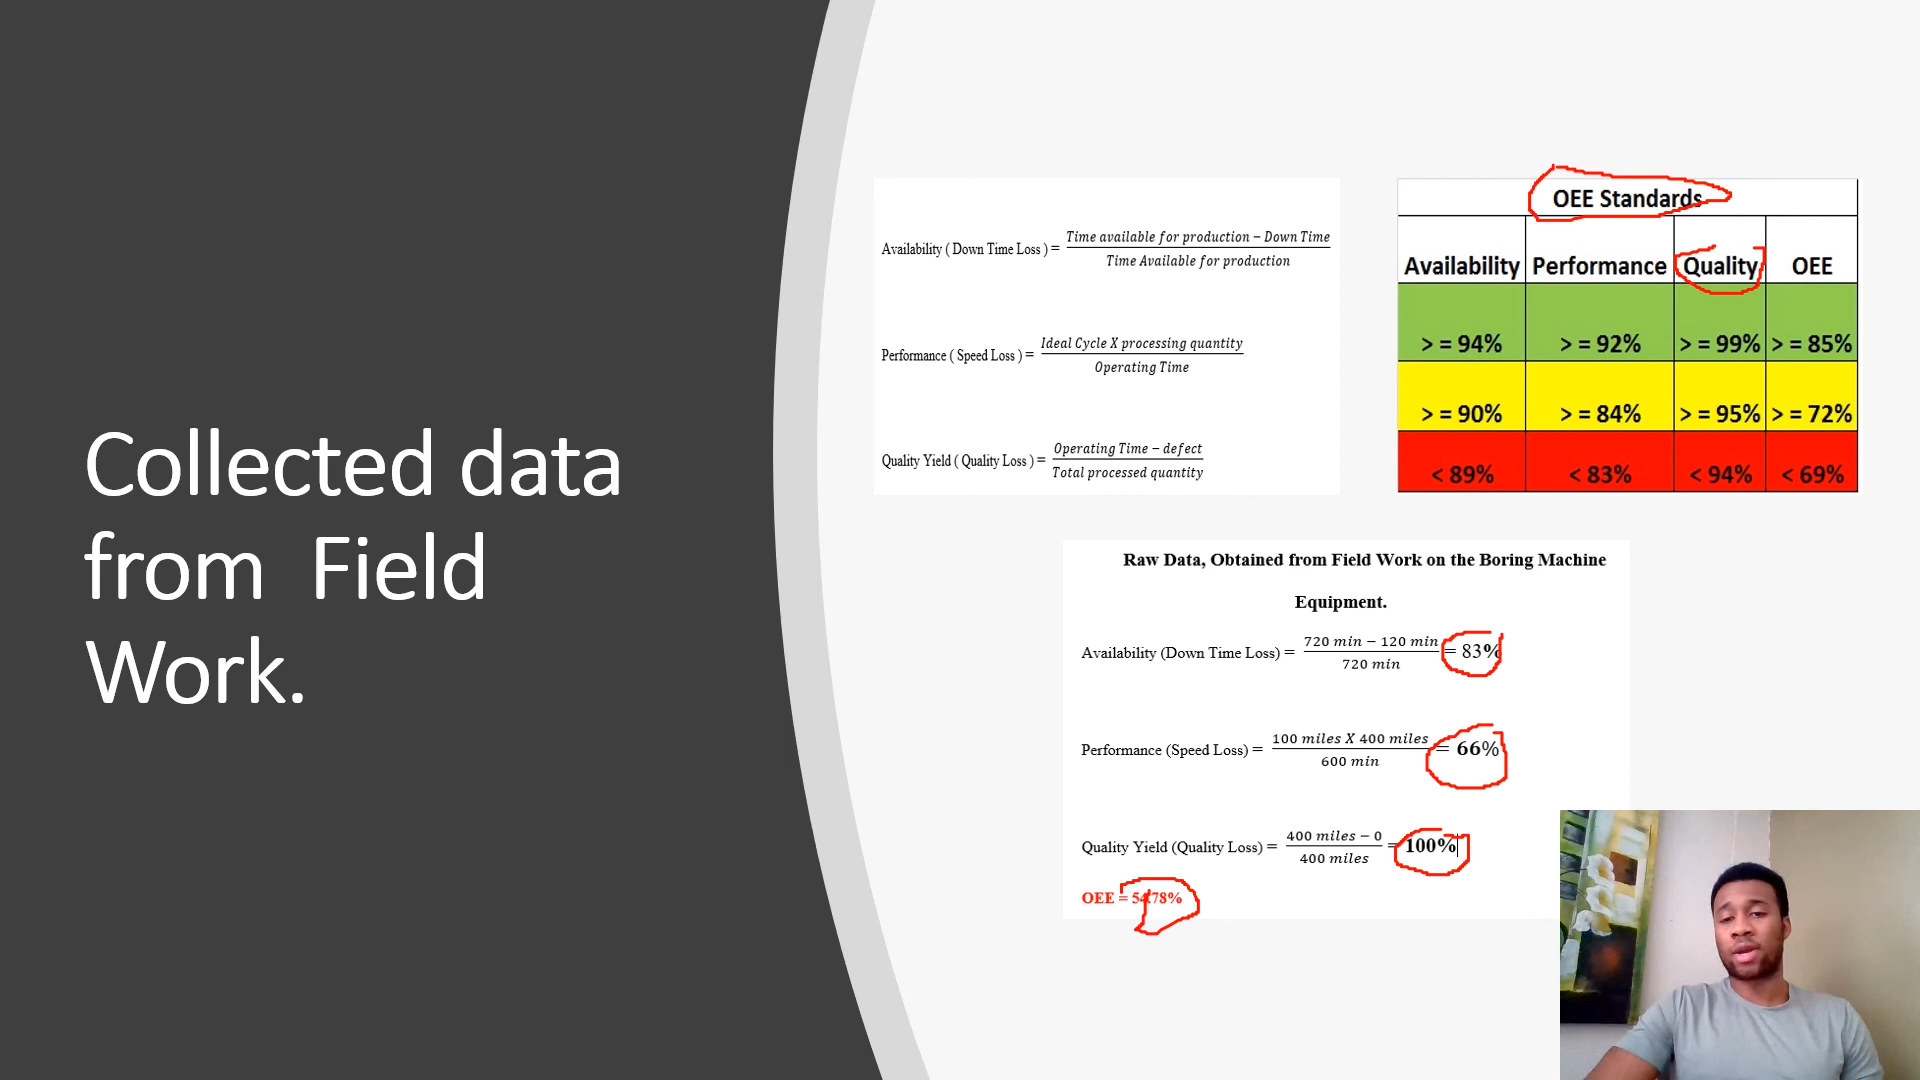 Collected data
from Field
Work.
Availability ( Down Time Loss ) = Time available for production − Down Time
Time Available for production
Performance ( Speed Loss ) = Ideal Cycle X processing quantity
Operating Time
Quality Yield ( Quality Loss ) = Operating Time − defect
Total processed quantity
OEE Standards
Availability Performance Quality OEE
> = 94% > = 92% > = 99% > = 85%
> = 90% > = 84% > = 95% > = 72%
< 89% < 83% < 94% < 69%
Raw Data, Obtained from Field Work on the Boring Machine
Equipment.
Availability (Down Time Loss) = 720 min − 120 min = 83%
720 min
Performance (Speed Loss) = 100 miles X 400 miles = 66%
600 min
Quality Yield (Quality Loss) = 400 miles − 0 = 100%
400 miles
OEE = 54.78%